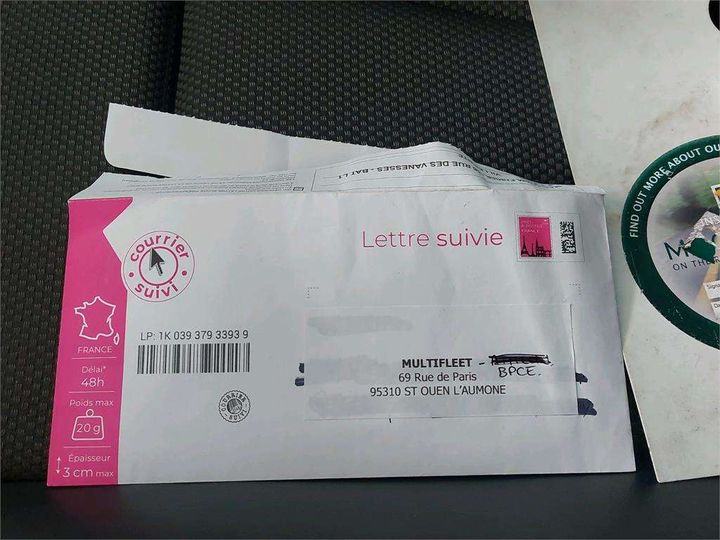 RUE DES VANESSES - BAT L1
courrier
suivi
Lettre suivie
FRANCE
Délai*
48h
Poids max
20 g
Épaisseur
3 cm max
LP: 1K 039 379 3393 9
MULTIFLEET - BPCE.
69 Rue de Paris
95310 ST OUEN L'AUMONE
FIND OUT MORE ABOUT OU
ON THE